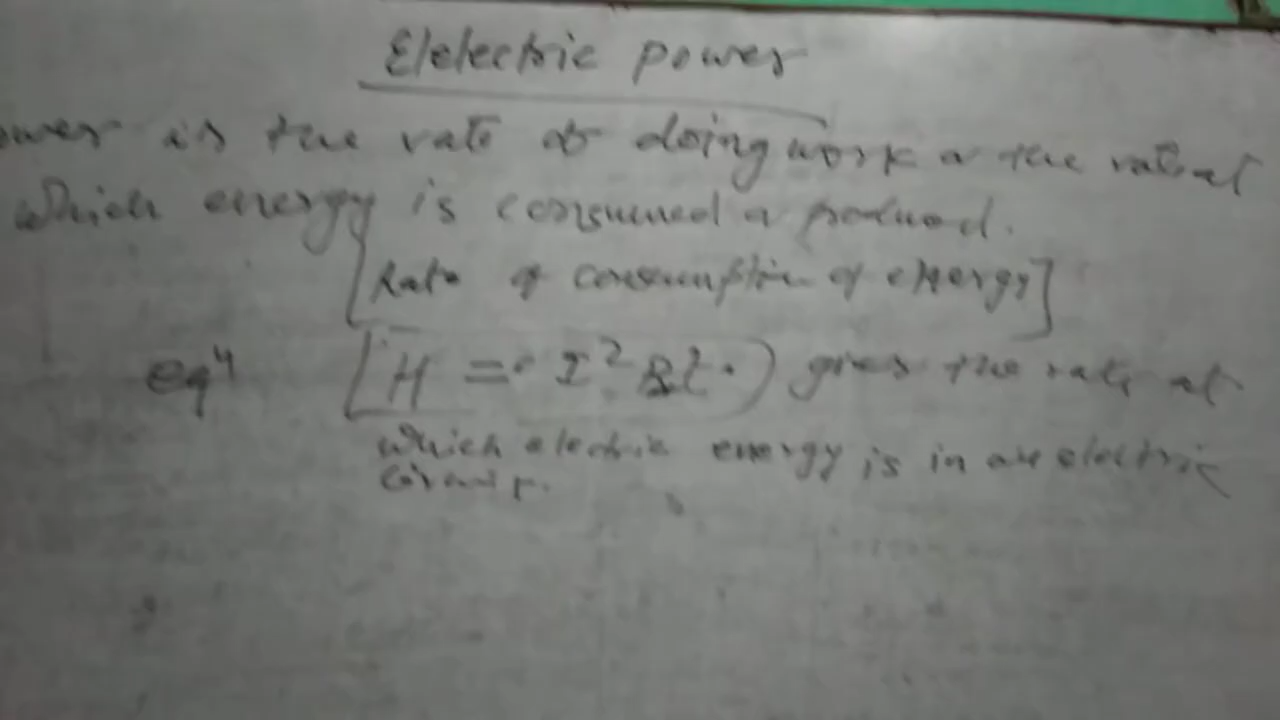 Elelectric power
ower is the rate of doing work or the rate at
which energy is consumed or produced.
[Rate of consumption of energy]
eqn [H = I²Rt.) gives the rate at
which electric energy is in an electric
circuit.